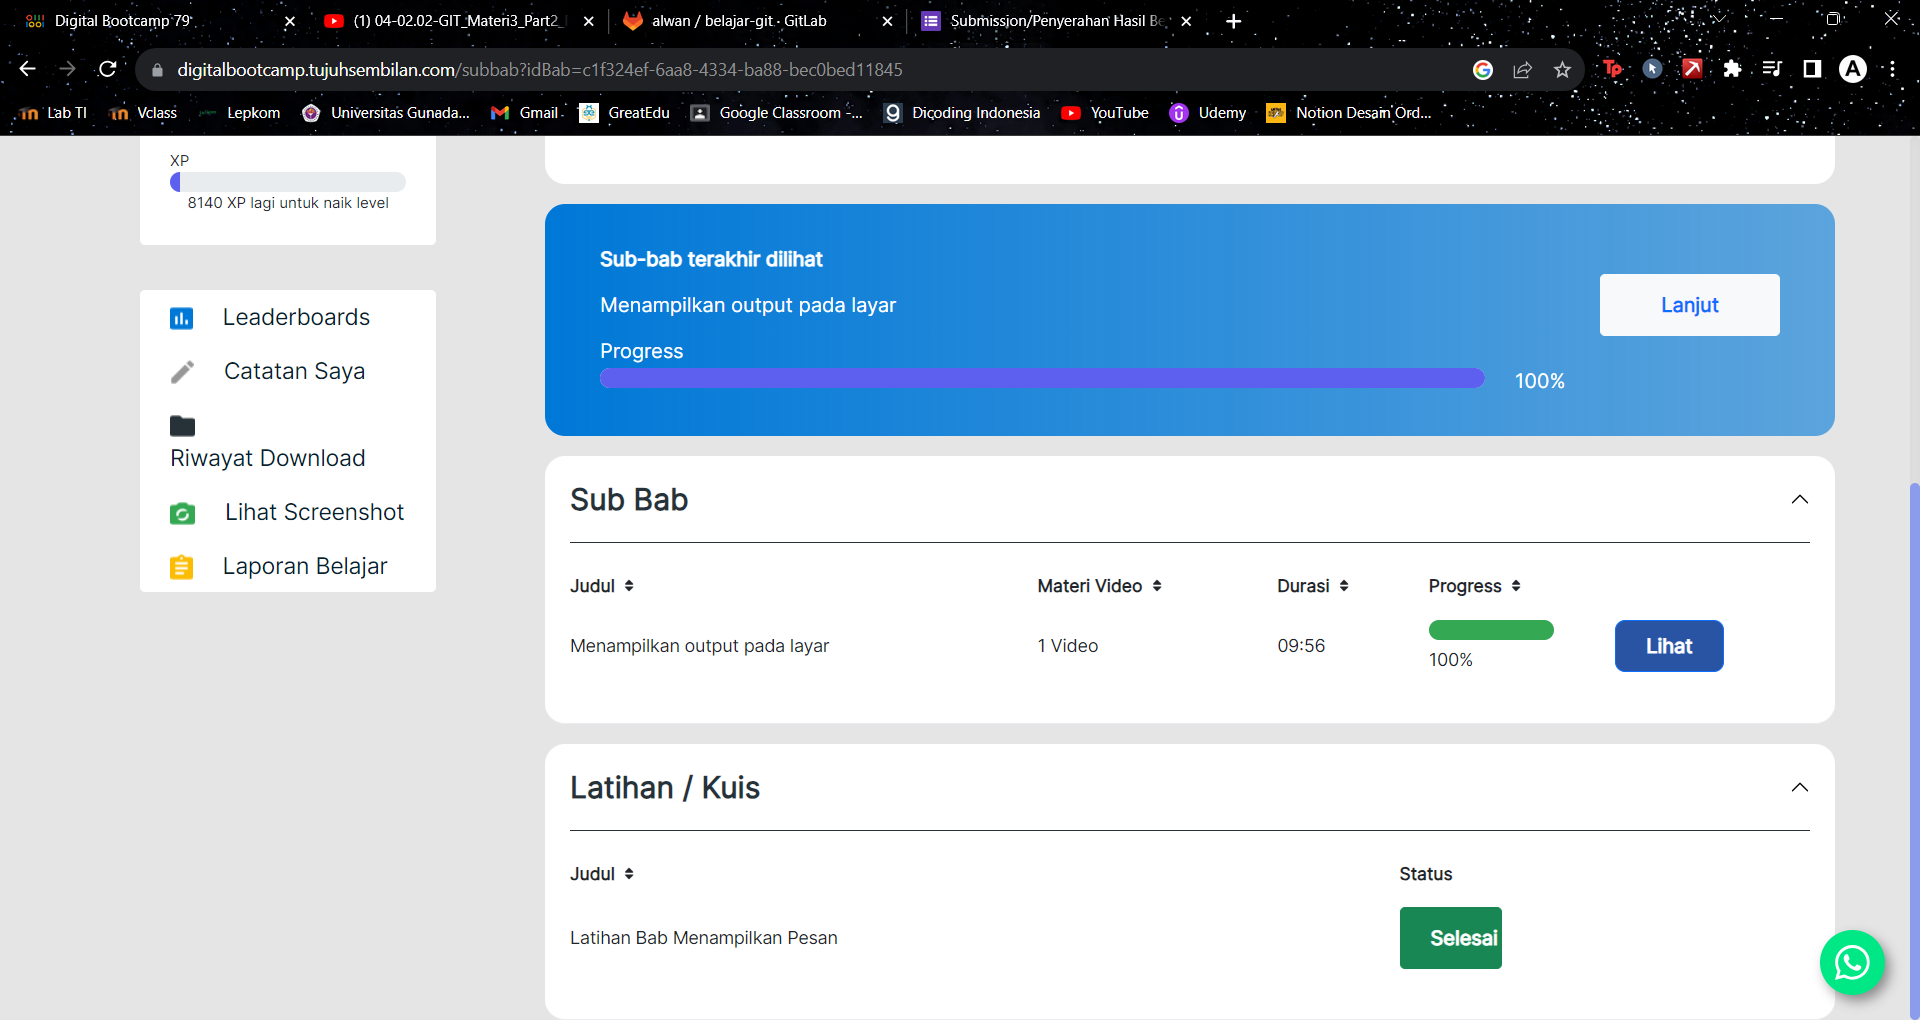 Digital Bootcamp 79
(1) 04-02.02-GIT_Materi3_Part2_
alwan / belajar-git · GitLab
Submission/Penyerahan Hasil Be
digitalbootcamp.tujuhsembilan.com/subbab?idBab=c1f324ef-6aa8-4334-ba88-bec0bed11845
Tp
A
Lab TI
Vclass
Lepkom
Universitas Gunada...
Gmail
GreatEdu
Google Classroom -...
Dicoding Indonesia
YouTube
Udemy
Notion Desain Ord...
XP
8140 XP lagi untuk naik level
Leaderboards
Catatan Saya
Riwayat Download
Lihat Screenshot
Laporan Belajar
Sub-bab terakhir dilihat
Menampilkan output pada layar
Lanjut
Progress
100%
Sub Bab
Judul Materi Video Durasi Progress
Menampilkan output pada layar 1 Video 09:56 100% Lihat
Latihan / Kuis
Judul Status
Latihan Bab Menampilkan Pesan Selesai